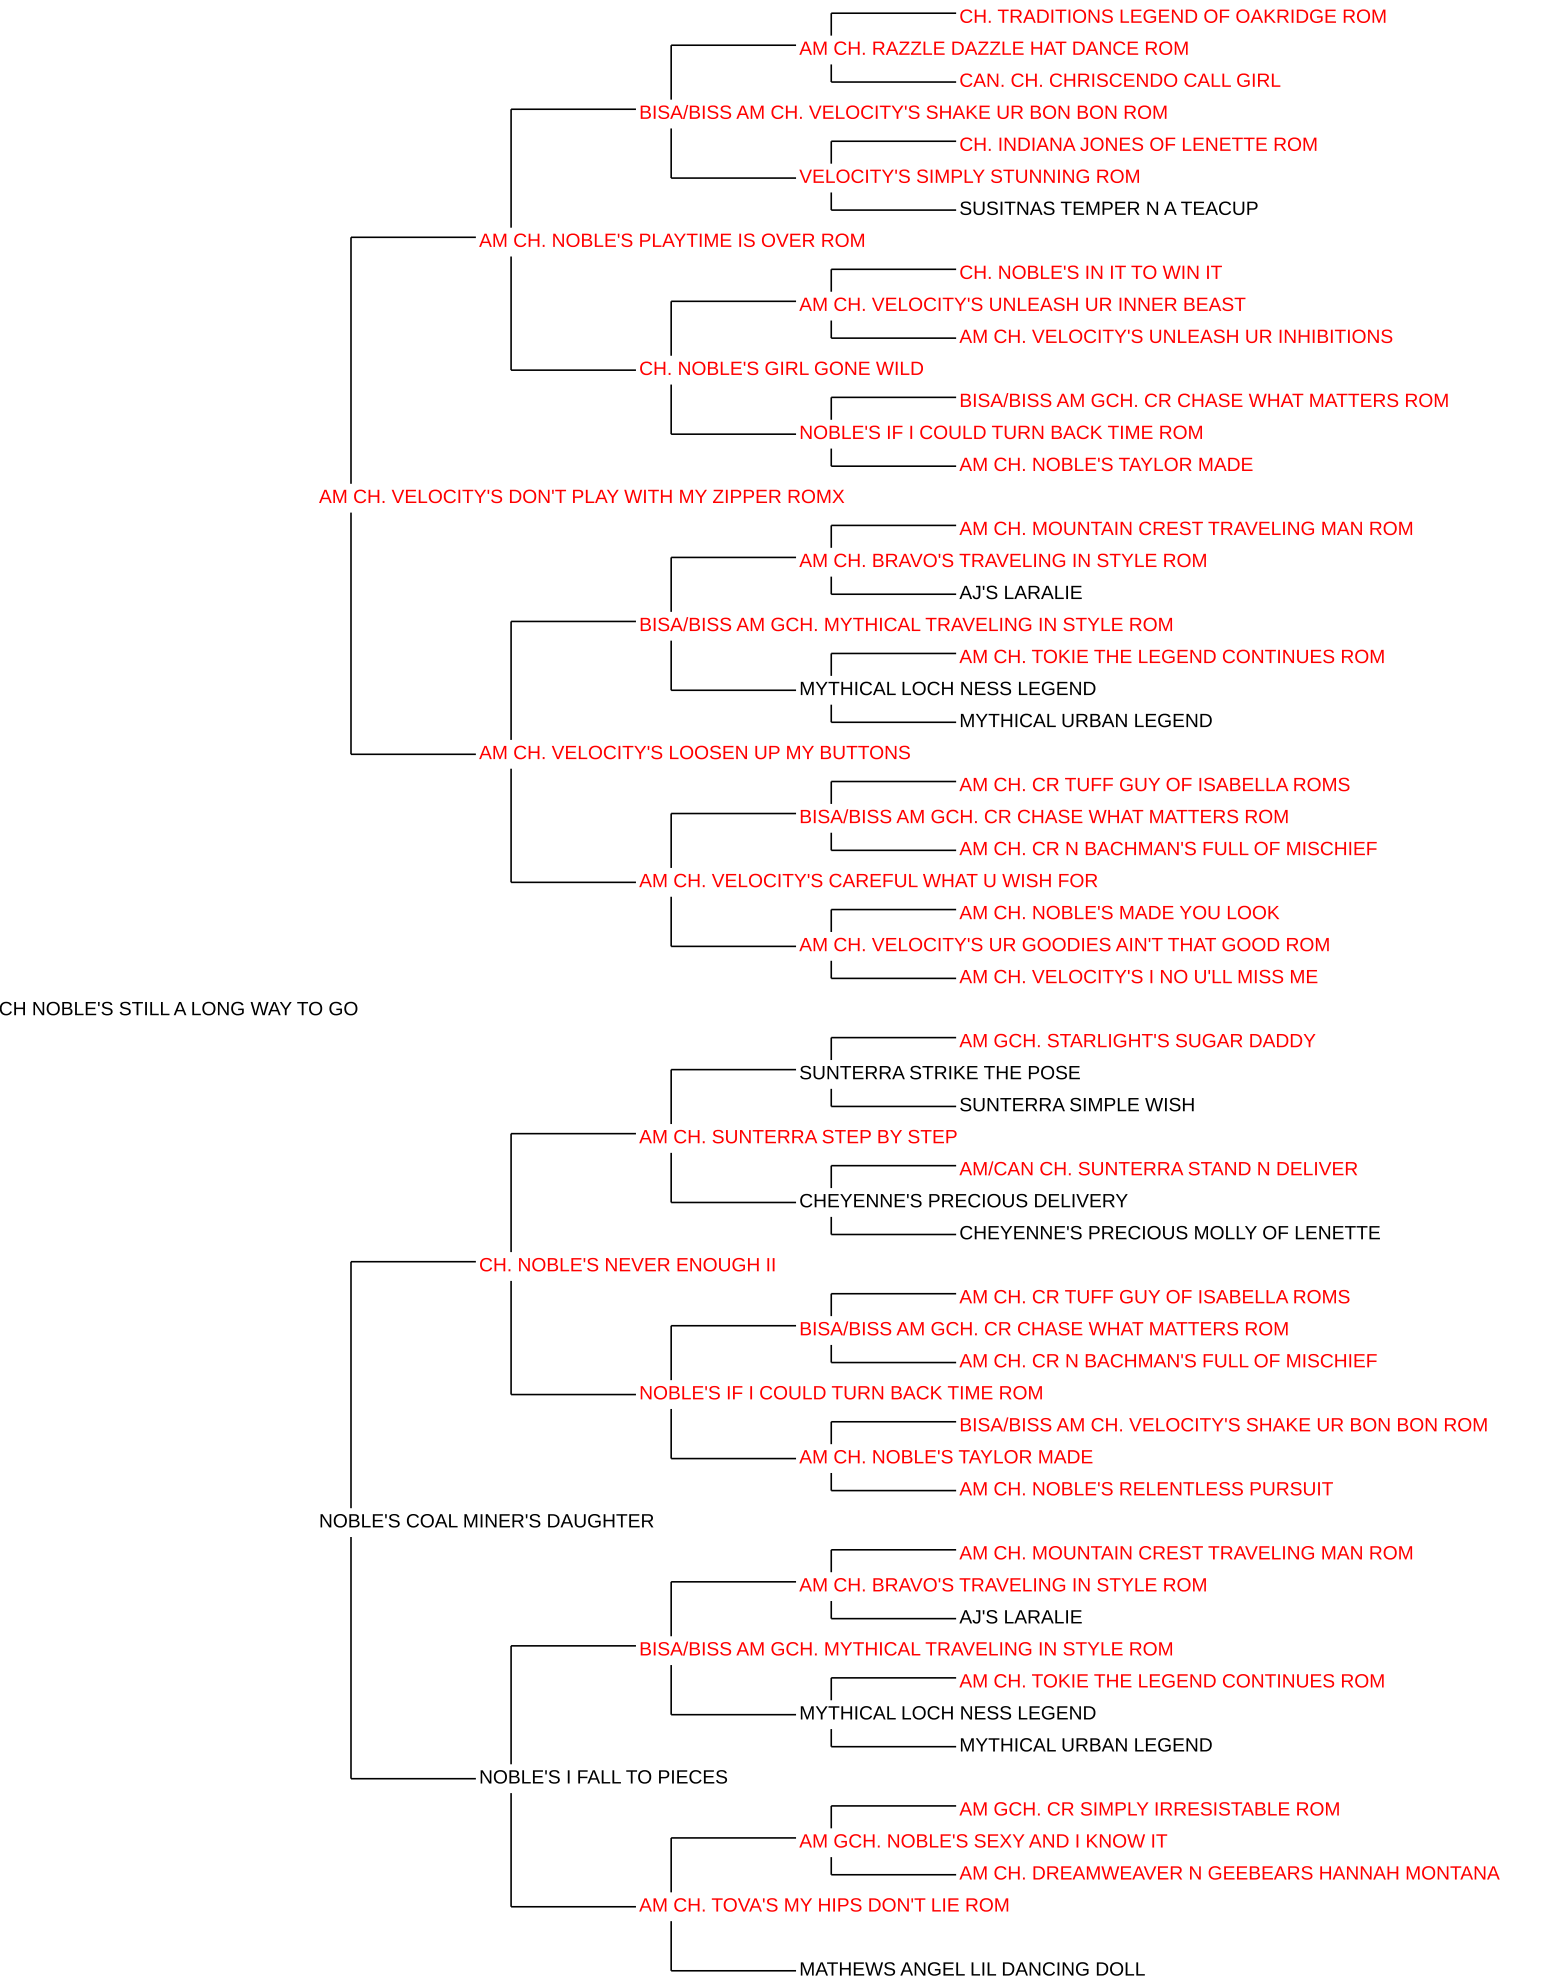 CH. TRADITIONS LEGEND OF OAKRIDGE ROM
AM CH. RAZZLE DAZZLE HAT DANCE ROM
CAN. CH. CHRISCENDO CALL GIRL
BISA/BISS AM CH. VELOCITY'S SHAKE UR BON BON ROM
CH. INDIANA JONES OF LENETTE ROM
VELOCITY'S SIMPLY STUNNING ROM
SUSITNAS TEMPER N A TEACUP
AM CH. NOBLE'S PLAYTIME IS OVER ROM
CH. NOBLE'S IN IT TO WIN IT
AM CH. VELOCITY'S UNLEASH UR INNER BEAST
AM CH. VELOCITY'S UNLEASH UR INHIBITIONS
CH. NOBLE'S GIRL GONE WILD
BISA/BISS AM GCH. CR CHASE WHAT MATTERS ROM
NOBLE'S IF I COULD TURN BACK TIME ROM
AM CH. NOBLE'S TAYLOR MADE
AM CH. VELOCITY'S DON'T PLAY WITH MY ZIPPER ROMX
AM CH. MOUNTAIN CREST TRAVELING MAN ROM
AM CH. BRAVO'S TRAVELING IN STYLE ROM
AJ'S LARALIE
BISA/BISS AM GCH. MYTHICAL TRAVELING IN STYLE ROM
AM CH. TOKIE THE LEGEND CONTINUES ROM
MYTHICAL LOCH NESS LEGEND
MYTHICAL URBAN LEGEND
AM CH. VELOCITY'S LOOSEN UP MY BUTTONS
AM CH. CR TUFF GUY OF ISABELLA ROMS
BISA/BISS AM GCH. CR CHASE WHAT MATTERS ROM
AM CH. CR N BACHMAN'S FULL OF MISCHIEF
AM CH. VELOCITY'S CAREFUL WHAT U WISH FOR
AM CH. NOBLE'S MADE YOU LOOK
AM CH. VELOCITY'S UR GOODIES AIN'T THAT GOOD ROM
AM CH. VELOCITY'S I NO U'LL MISS ME
CH NOBLE'S STILL A LONG WAY TO GO
AM GCH. STARLIGHT'S SUGAR DADDY
SUNTERRA STRIKE THE POSE
SUNTERRA SIMPLE WISH
AM CH. SUNTERRA STEP BY STEP
AM/CAN CH. SUNTERRA STAND N DELIVER
CHEYENNE'S PRECIOUS DELIVERY
CHEYENNE'S PRECIOUS MOLLY OF LENETTE
CH. NOBLE'S NEVER ENOUGH II
AM CH. CR TUFF GUY OF ISABELLA ROMS
BISA/BISS AM GCH. CR CHASE WHAT MATTERS ROM
AM CH. CR N BACHMAN'S FULL OF MISCHIEF
NOBLE'S IF I COULD TURN BACK TIME ROM
BISA/BISS AM CH. VELOCITY'S SHAKE UR BON BON ROM
AM CH. NOBLE'S TAYLOR MADE
AM CH. NOBLE'S RELENTLESS PURSUIT
NOBLE'S COAL MINER'S DAUGHTER
AM CH. MOUNTAIN CREST TRAVELING MAN ROM
AM CH. BRAVO'S TRAVELING IN STYLE ROM
AJ'S LARALIE
BISA/BISS AM GCH. MYTHICAL TRAVELING IN STYLE ROM
AM CH. TOKIE THE LEGEND CONTINUES ROM
MYTHICAL LOCH NESS LEGEND
MYTHICAL URBAN LEGEND
NOBLE'S I FALL TO PIECES
AM GCH. CR SIMPLY IRRESISTABLE ROM
AM GCH. NOBLE'S SEXY AND I KNOW IT
AM CH. DREAMWEAVER N GEEBEARS HANNAH MONTANA
AM CH. TOVA'S MY HIPS DON'T LIE ROM
MATHEWS ANGEL LIL DANCING DOLL